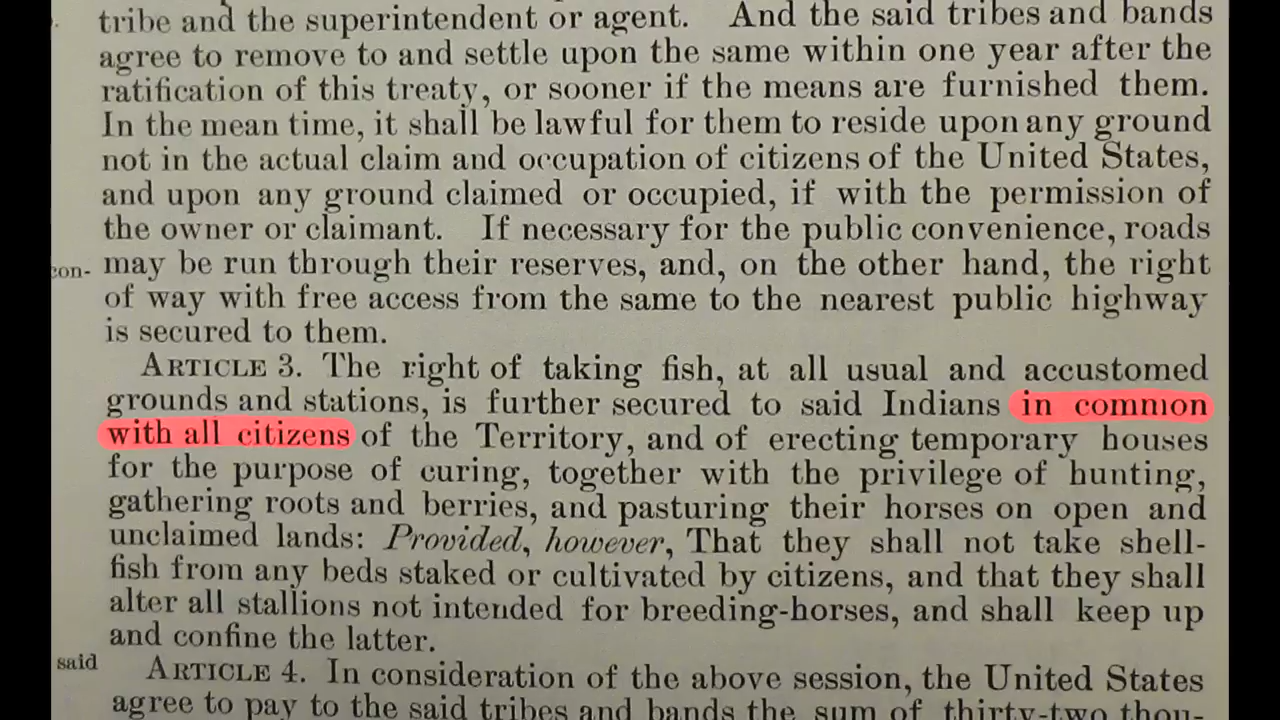 tribe and the superintendent or agent. And the said tribes and bands
agree to remove to and settle upon the same within one year after the
ratification of this treaty, or sooner if the means are furnished them.
In the mean time, it shall be lawful for them to reside upon any ground
not in the actual claim and occupation of citizens of the United States,
and upon any ground claimed or occupied, if with the permission of
the owner or claimant. If necessary for the public convenience, roads
con- may be run through their reserves, and, on the other hand, the right
of way with free access from the same to the nearest public highway
is secured to them.
ARTICLE 3. The right of taking fish, at all usual and accustomed
grounds and stations, is further secured to said Indians in common
with all citizens of the Territory, and of erecting temporary houses
for the purpose of curing, together with the privilege of hunting,
gathering roots and berries, and pasturing their horses on open and
unclaimed lands: Provided, however, That they shall not take shell-
fish from any beds staked or cultivated by citizens, and that they shall
alter all stallions not intended for breeding-horses, and shall keep up
and confine the latter.
said ARTICLE 4. In consideration of the above session, the United States
agree to pay to the said tribes and bands the sum of thirty-two thou-